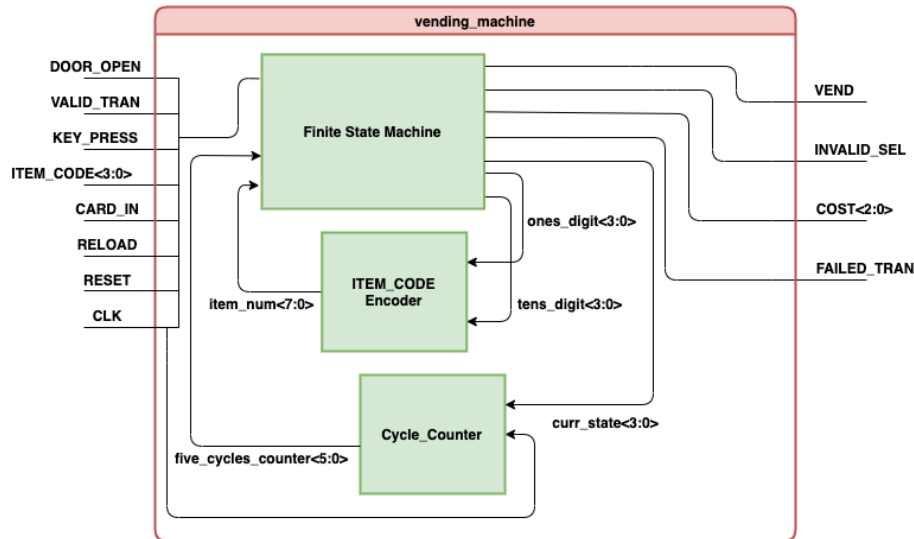 vending_machine
DOOR_OPEN
VALID_TRAN
KEY_PRESS
ITEM_CODE<3:0>
CARD_IN
RELOAD
RESET
CLK
Finite State Machine
VEND
INVALID_SEL
COST<2:0>
FAILED_TRAN
ones_digit<3:0>
ITEM_CODE
Encoder
item_num<7:0>
tens_digit<3:0>
Cycle_Counter
curr_state<3:0>
five_cycles_counter<5:0>